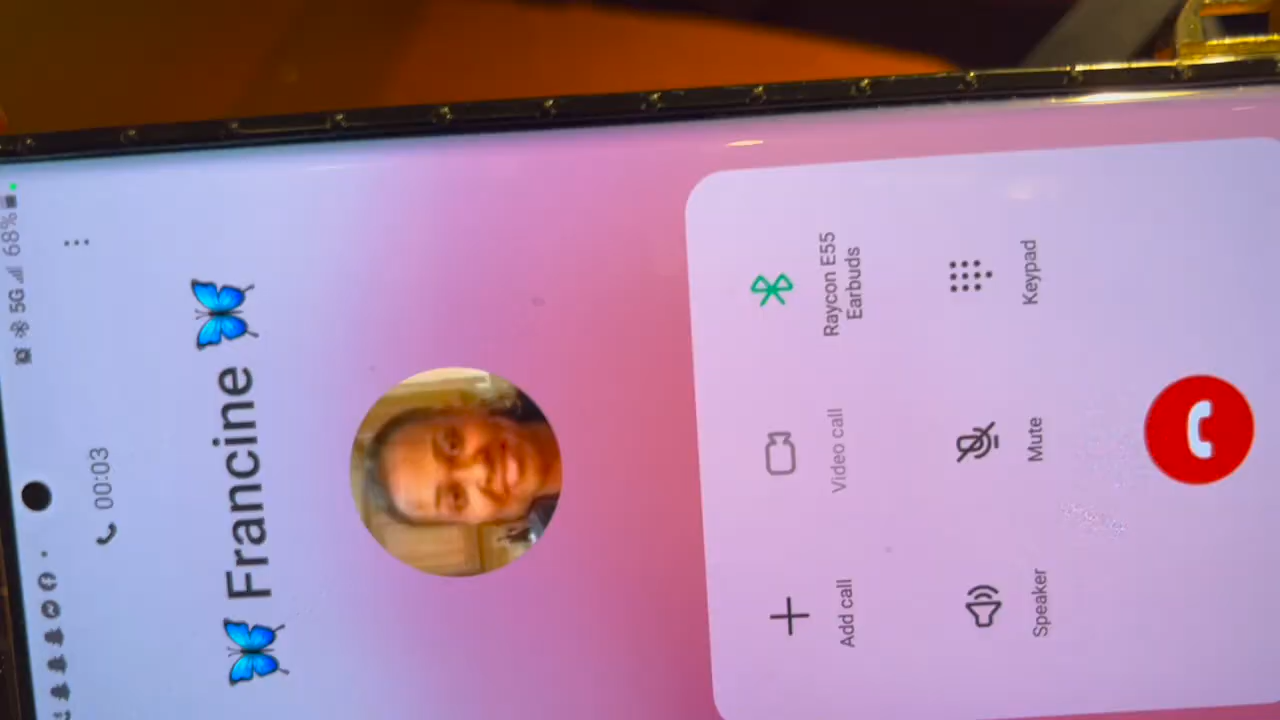 5G 68%
00:03
🦋 Francine 🦋
Add call
Video call
Raycon E55
Earbuds
Speaker
Mute
Keypad